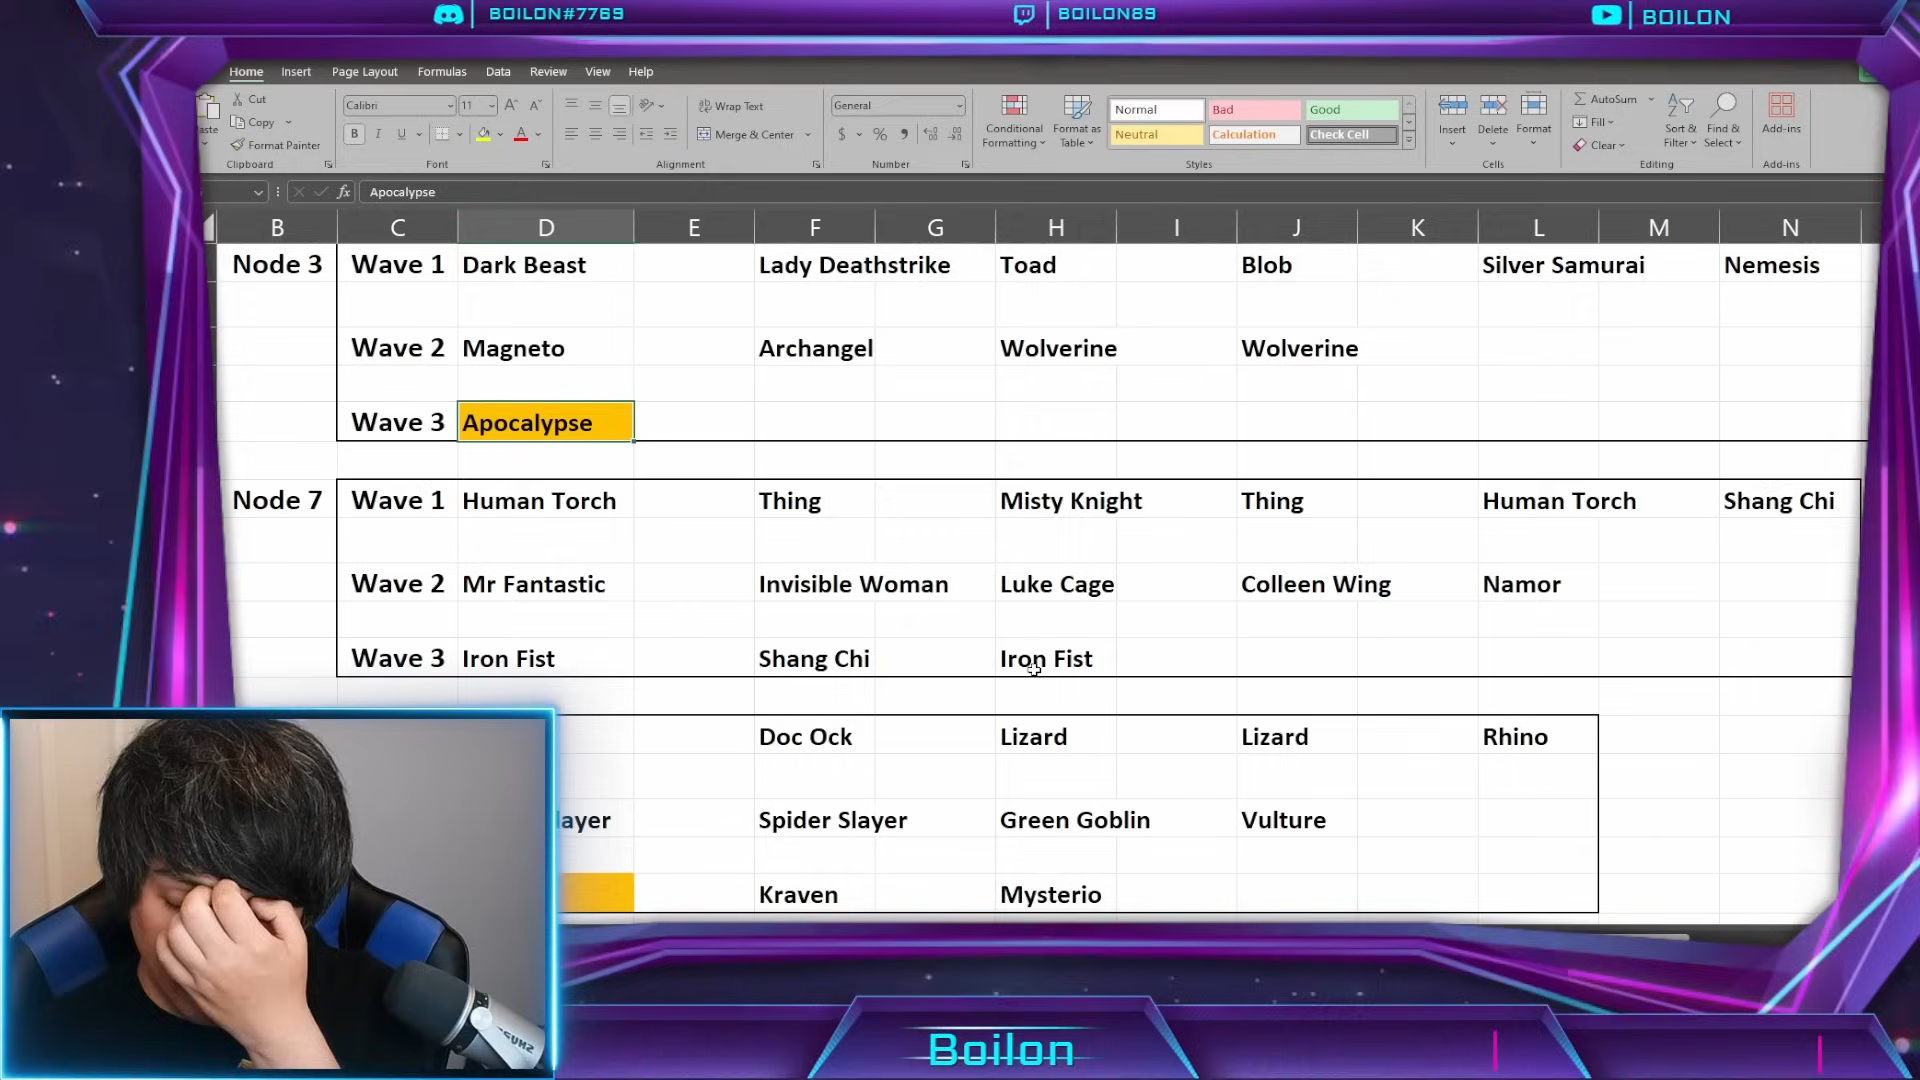 BOILON#7769 BOILON89 BOILON
Home Insert Page Layout Formulas Data Review View Help
Cut Calibri 11 Wrap Text General Normal Bad Good AutoSum
Copy Conditional Format as Insert Delete Format Fill Sort & Find & Add-ins
Format Painter B I U Merge & Center $ % Formatting Table Neutral Calculation Check Cell Clear Filter Select
Clipboard Font Alignment Number Styles Cells Editing Add-ins
fx Apocalypse
B C D E F G H I J K L M N
Node 3 Wave 1 Dark Beast Lady Deathstrike Toad Blob Silver Samurai Nemesis
Wave 2 Magneto Archangel Wolverine Wolverine
Wave 3 Apocalypse
Node 7 Wave 1 Human Torch Thing Misty Knight Thing Human Torch Shang Chi
Wave 2 Mr Fantastic Invisible Woman Luke Cage Colleen Wing Namor
Wave 3 Iron Fist Shang Chi Iron Fist
Doc Ock Lizard Lizard Rhino
layer Spider Slayer Green Goblin Vulture
Kraven Mysterio
Boilon